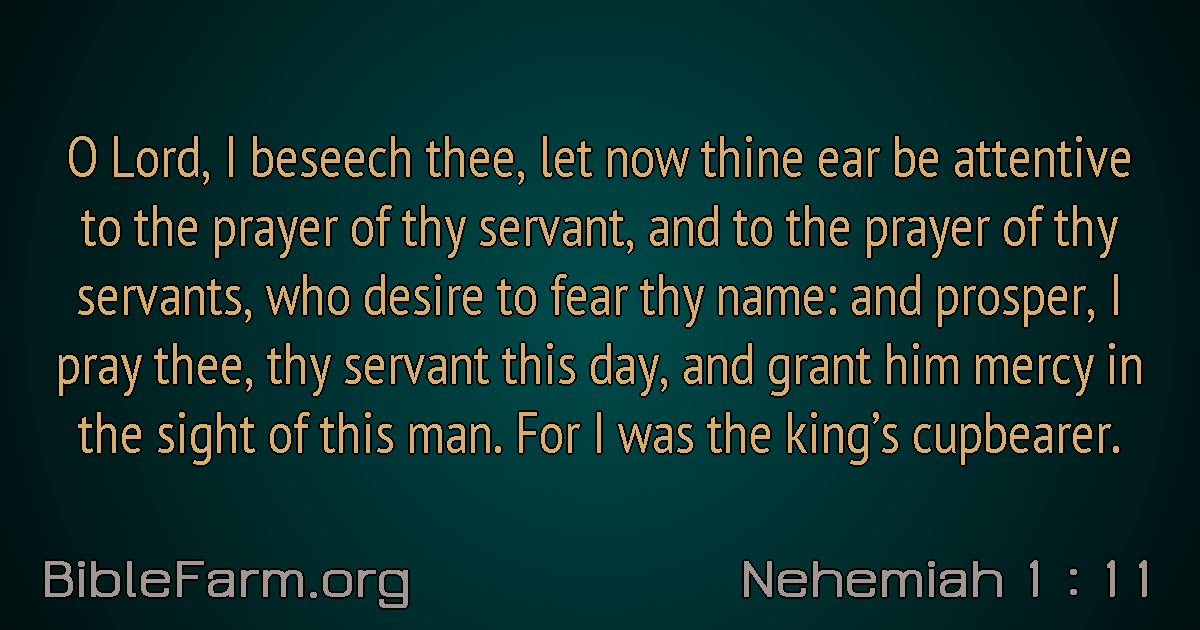 O Lord, I beseech thee, let now thine ear be attentive
to the prayer of thy servant, and to the prayer of thy
servants, who desire to fear thy name: and prosper, I
pray thee, thy servant this day, and grant him mercy in
the sight of this man. For I was the king’s cupbearer.
BibleFarm.org
Nehemiah 1 : 11